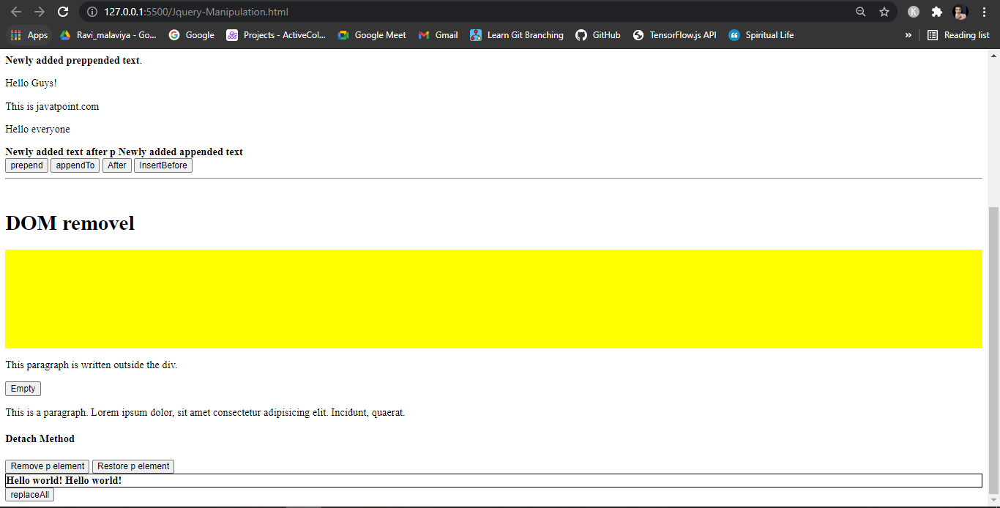 127.0.0.1:5500/Jquery-Manipulation.html
K
Apps Ravi_malaviya - Go... Google Projects - ActiveCol... Google Meet Gmail Learn Git Branching GitHub TensorFlow.js API Spiritual Life » Reading list
Newly added preppended text.
Hello Guys!
This is javatpoint.com
Hello everyone
Newly added text after p Newly added appended text
prepend appendTo After InsertBefore
DOM removel
This paragraph is written outside the div.
Empty
This is a paragraph. Lorem ipsum dolor, sit amet consectetur adipisicing elit. Incidunt, quaerat.
Detach Method
Remove p element Restore p element
Hello world! Hello world!
replaceAll